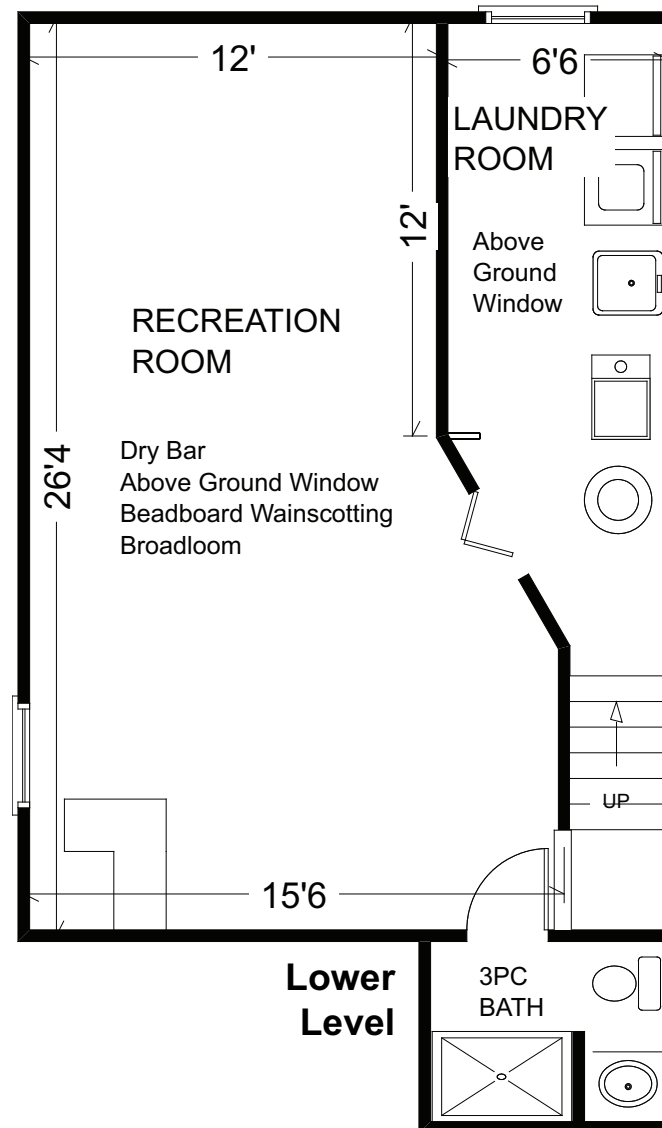 12'
6'6
LAUNDRY
ROOM
12'
Above
Ground
Window
RECREATION
ROOM
26'4
Dry Bar
Above Ground Window
Beadboard Wainscotting
Broadloom
UP
15'6
Lower
Level
3PC
BATH